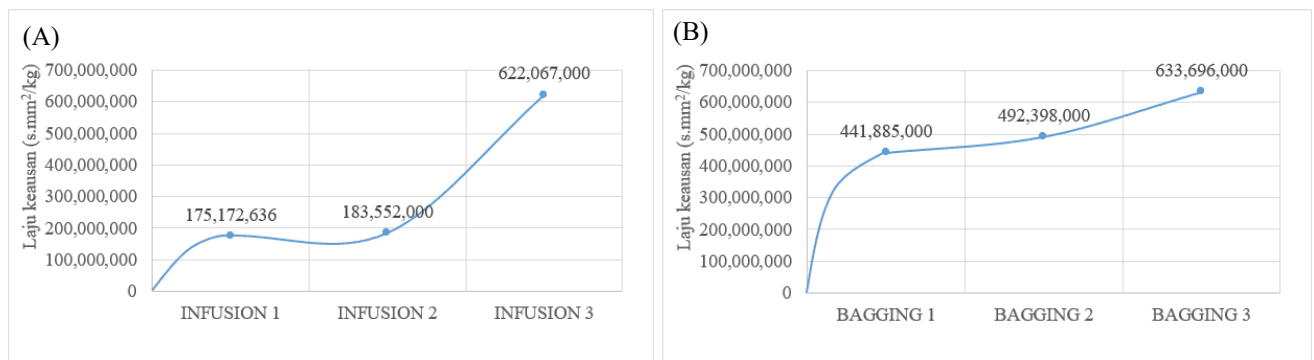 (A)
Laju keausan (s.mm²/kg)
700,000,000
600,000,000
500,000,000
400,000,000
300,000,000
200,000,000
100,000,000
0
175,172,636
183,552,000
622,067,000
INFUSION 1
INFUSION 2
INFUSION 3
(B)
Laju keausan (s.mm²/kg)
700,000,000
600,000,000
500,000,000
400,000,000
300,000,000
200,000,000
100,000,000
0
441,885,000
492,398,000
633,696,000
BAGGING 1
BAGGING 2
BAGGING 3